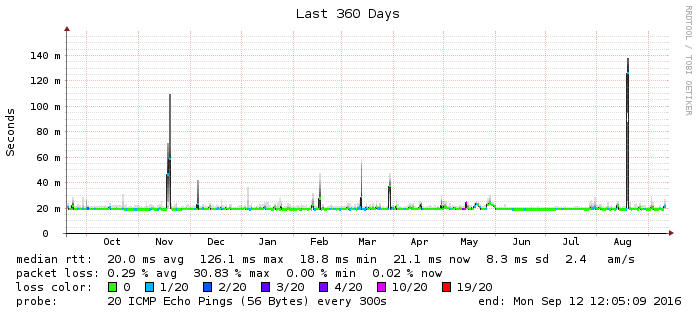 Last 360 Days
RRDTOOL / TOBI OETIKER
Seconds
140 m
120 m
100 m
80 m
60 m
40 m
20 m
0
Oct Nov Dec Jan Feb Mar Apr May Jun Jul Aug
median rtt: 20.0 ms avg 126.1 ms max 18.8 ms min 21.1 ms now 8.3 ms sd 2.4 am/s
packet loss: 0.29 % avg 30.83 % max 0.00 % min 0.02 % now
loss color: 0 1/20 2/20 3/20 4/20 10/20 19/20
probe: 20 ICMP Echo Pings (56 Bytes) every 300s end: Mon Sep 12 12:05:09 2016